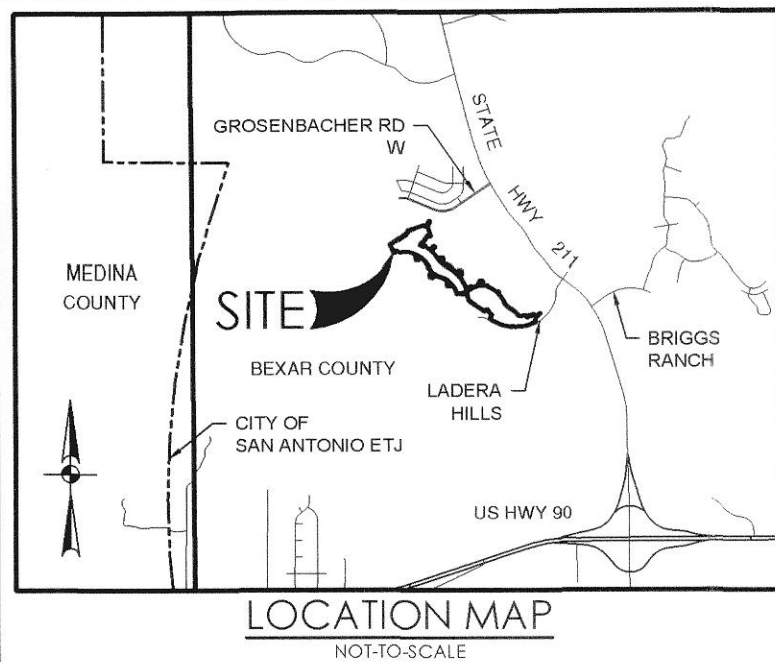 GROSENBACHER RD
W
STATE
HWY
211
MEDINA
COUNTY
SITE
BEXAR COUNTY
BRIGGS
RANCH
LADERA
HILLS
CITY OF
SAN ANTONIO ETJ
US HWY 90
LOCATION MAP
NOT-TO-SCALE